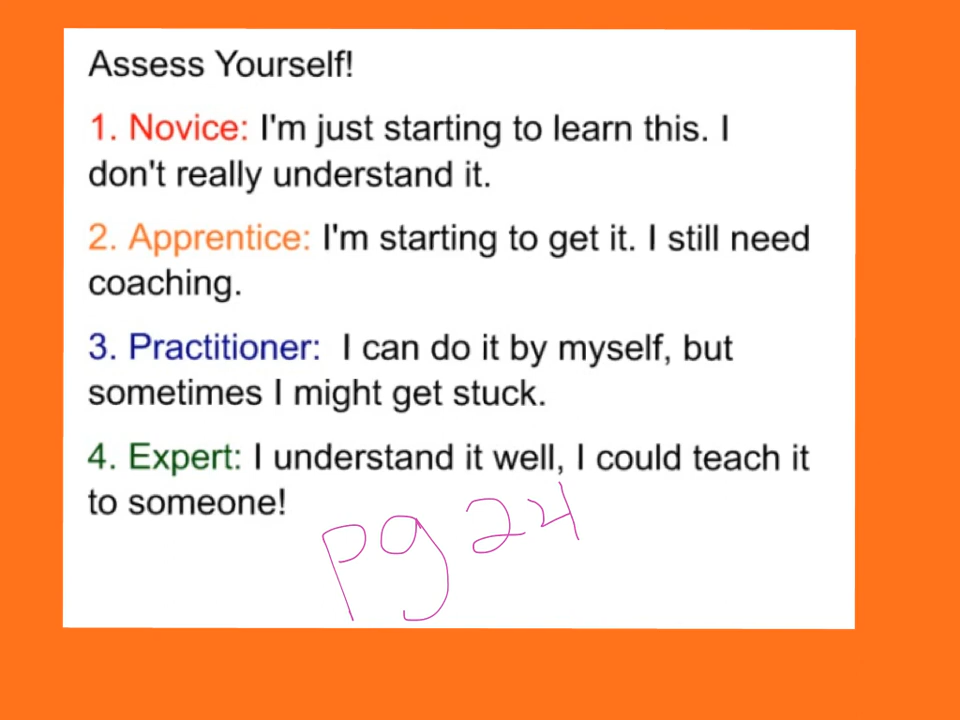 Assess Yourself!
1. Novice: I'm just starting to learn this. I
don't really understand it.
2. Apprentice: I'm starting to get it. I still need
coaching.
3. Practitioner: I can do it by myself, but
sometimes I might get stuck.
4. Expert: I understand it well, I could teach it
to someone!
pg 24